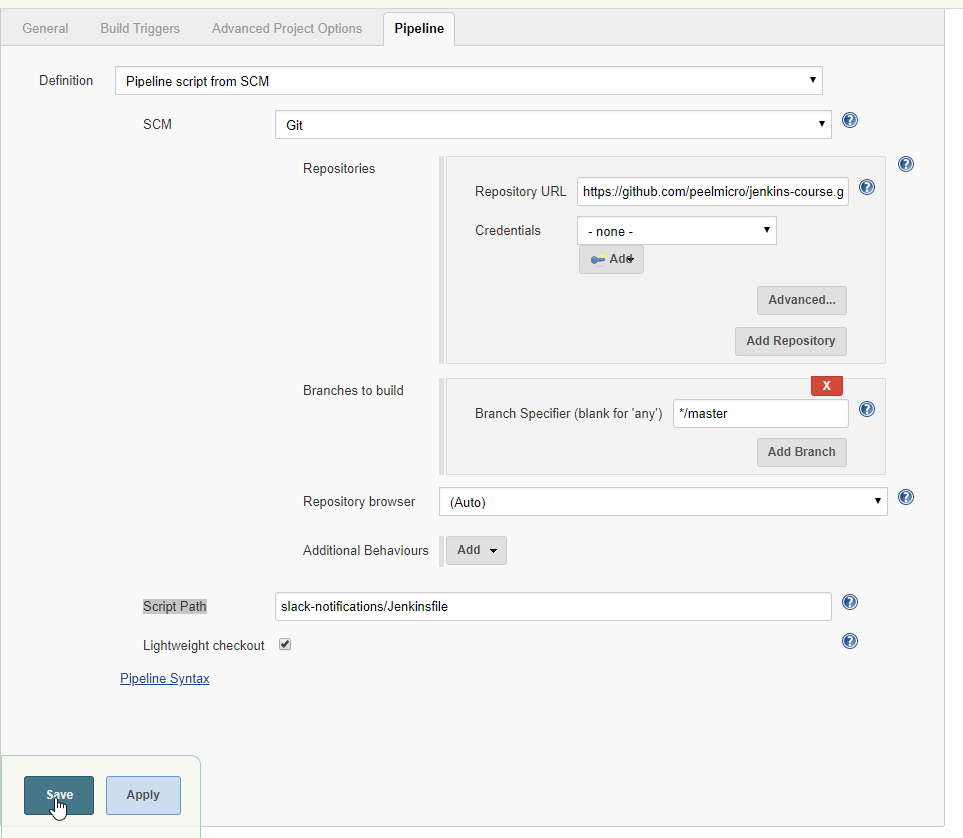 General Build Triggers Advanced Project Options Pipeline
Definition Pipeline script from SCM
SCM Git
Repositories
Repository URL https://github.com/peelmicro/jenkins-course.g
Credentials - none -
Add
Advanced...
Add Repository
Branches to build
X
Branch Specifier (blank for 'any') */master
Add Branch
Repository browser (Auto)
Additional Behaviours Add
Script Path slack-notifications/Jenkinsfile
Lightweight checkout
Pipeline Syntax
Save Apply